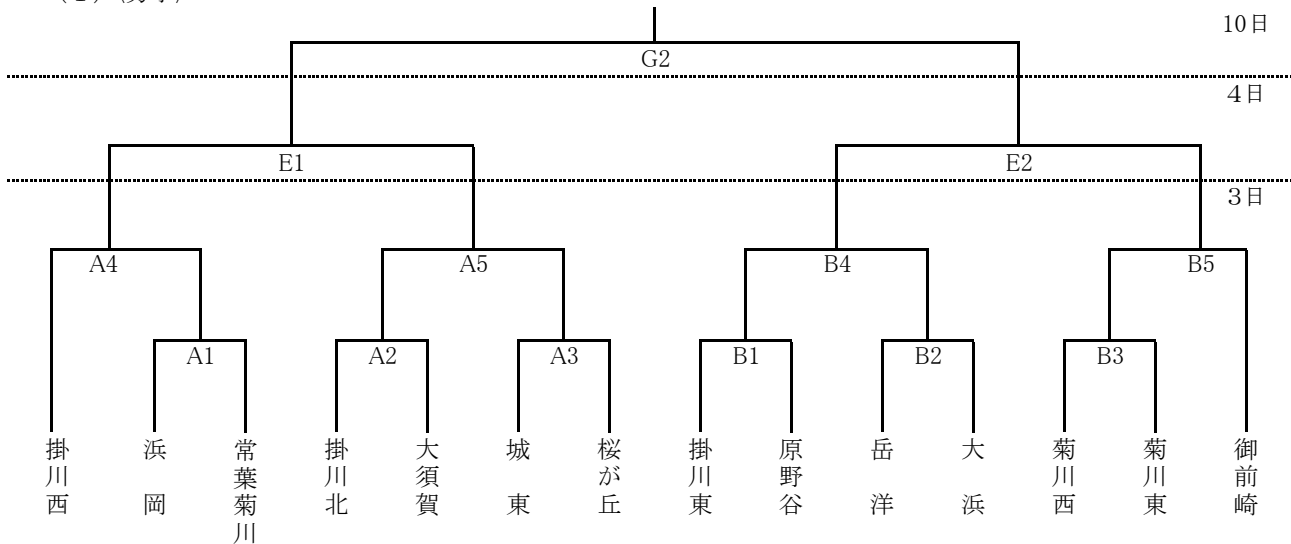 10日
G2
4日
E1
E2
3日
A4
A5
B4
B5
A1
A2
A3
B1
B2
B3
掛川西
浜岡
常葉菊川
掛川北
大須賀
城東
桜が丘
掛川東
原野谷
岳洋
大浜
菊川西
菊川東
御前崎